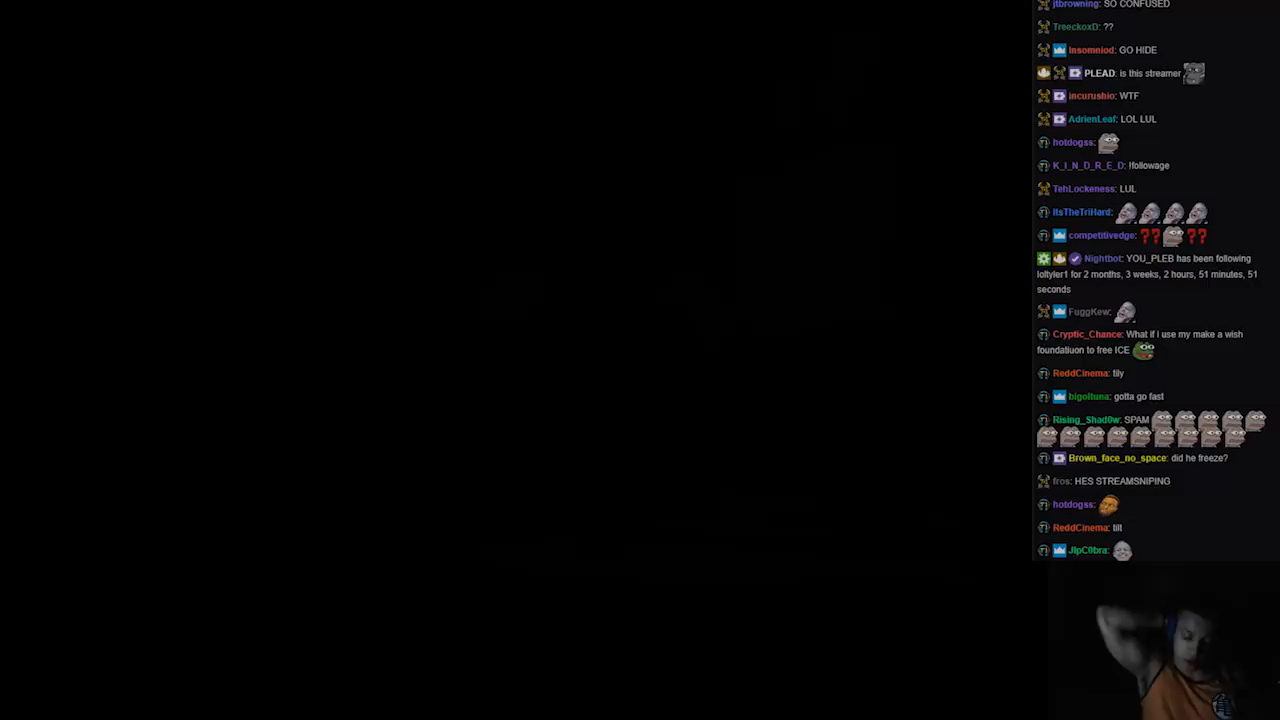 jtbrowning: SO CONFUSED
TreeckoxD: ??
Insomniod: GO HIDE
PLEAD: is this streamer
incurushio: WTF
AdrienLeaf: LOL LUL
hotdogss:
K_I_N_D_R_E_D: !followage
TehLockeness: LUL
ItsTheTriHard:
competitivedge: ?? ??
Nightbot: YOU_PLEB has been following
loltyler1 for 2 months, 3 weeks, 2 hours, 51 minutes, 51
seconds
FuggKew:
Cryptic_Chance: What if i use my make a wish
foundatiuon to free ICE
ReddCinema: tily
bigoltuna: gotta go fast
Rising_Shad0w: SPAM
Brown_face_no_space: did he freeze?
fros: HES STREAMSNIPING
hotdogss:
ReddCinema: tilt
JlpC0bra: